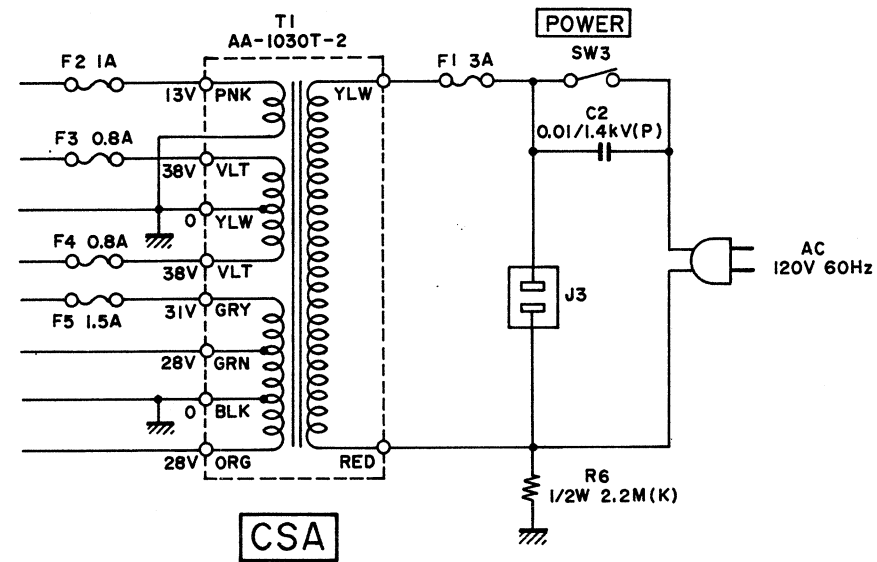 POWER
T1
AA-1030T-2
SW3
F2 1A
F1 3A
13V PNK
YLW
C2
0.01/1.4kV(P)
F3 0.8A
38V VLT
0 YLW
F4 0.8A
38V VLT
AC
120V 60Hz
31V GRY
J3
F5 1.5A
28V GRN
0 BLK
28V ORG
RED
R6
1/2W 2.2M(K)
CSA